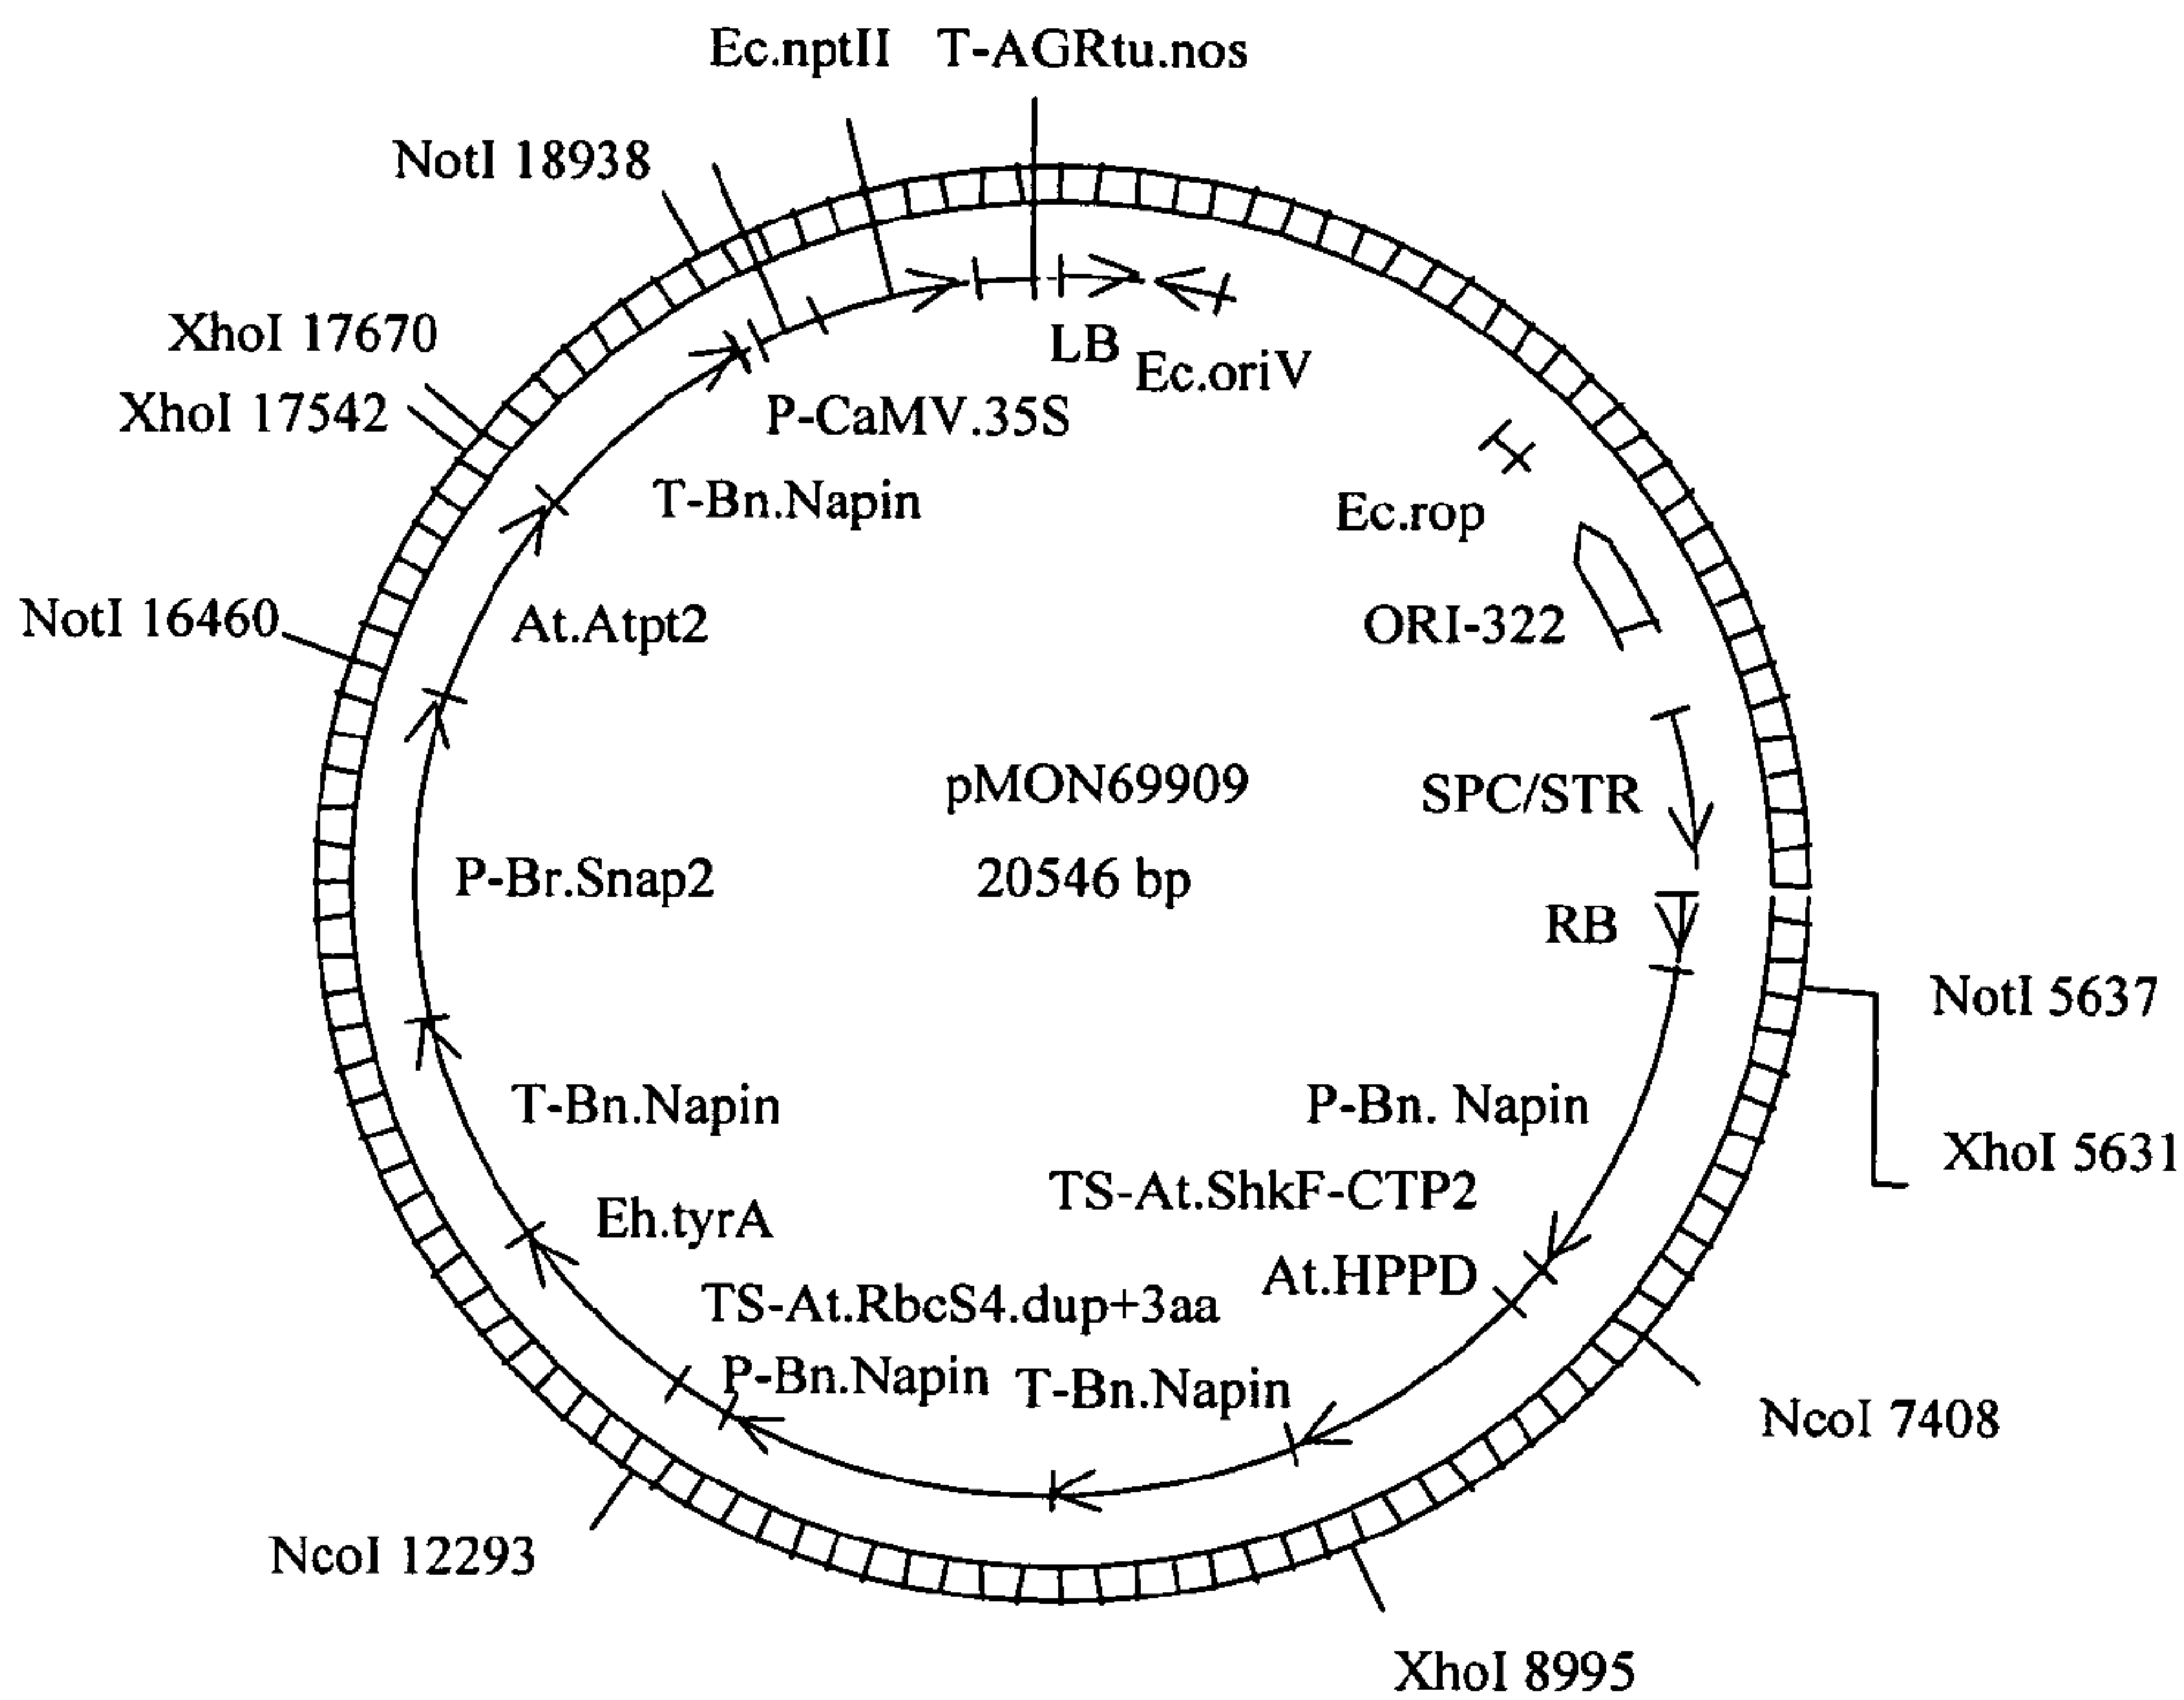 Ec.nptII T-AGRtu.nos
NotI 18938
XhoI 17670
LB
Ec.oriV
XhoI 17542
P-CaMV.35S
T-Bn.Napin
Ec.rop
NotI 16460
At.Atpt2
ORI-322
pMON69909
SPC/STR
P-Br.Snap2
20546 bp
RB
NotI 5637
T-Bn.Napin
P-Bn. Napin
XhoI 5631
TS-At.ShkF-CTP2
Eh.tyrA
At.HPPD
TS-At.RbcS4.dup+3aa
P-Bn.Napin T-Bn.Napin
NcoI 7408
NcoI 12293
XhoI 8995